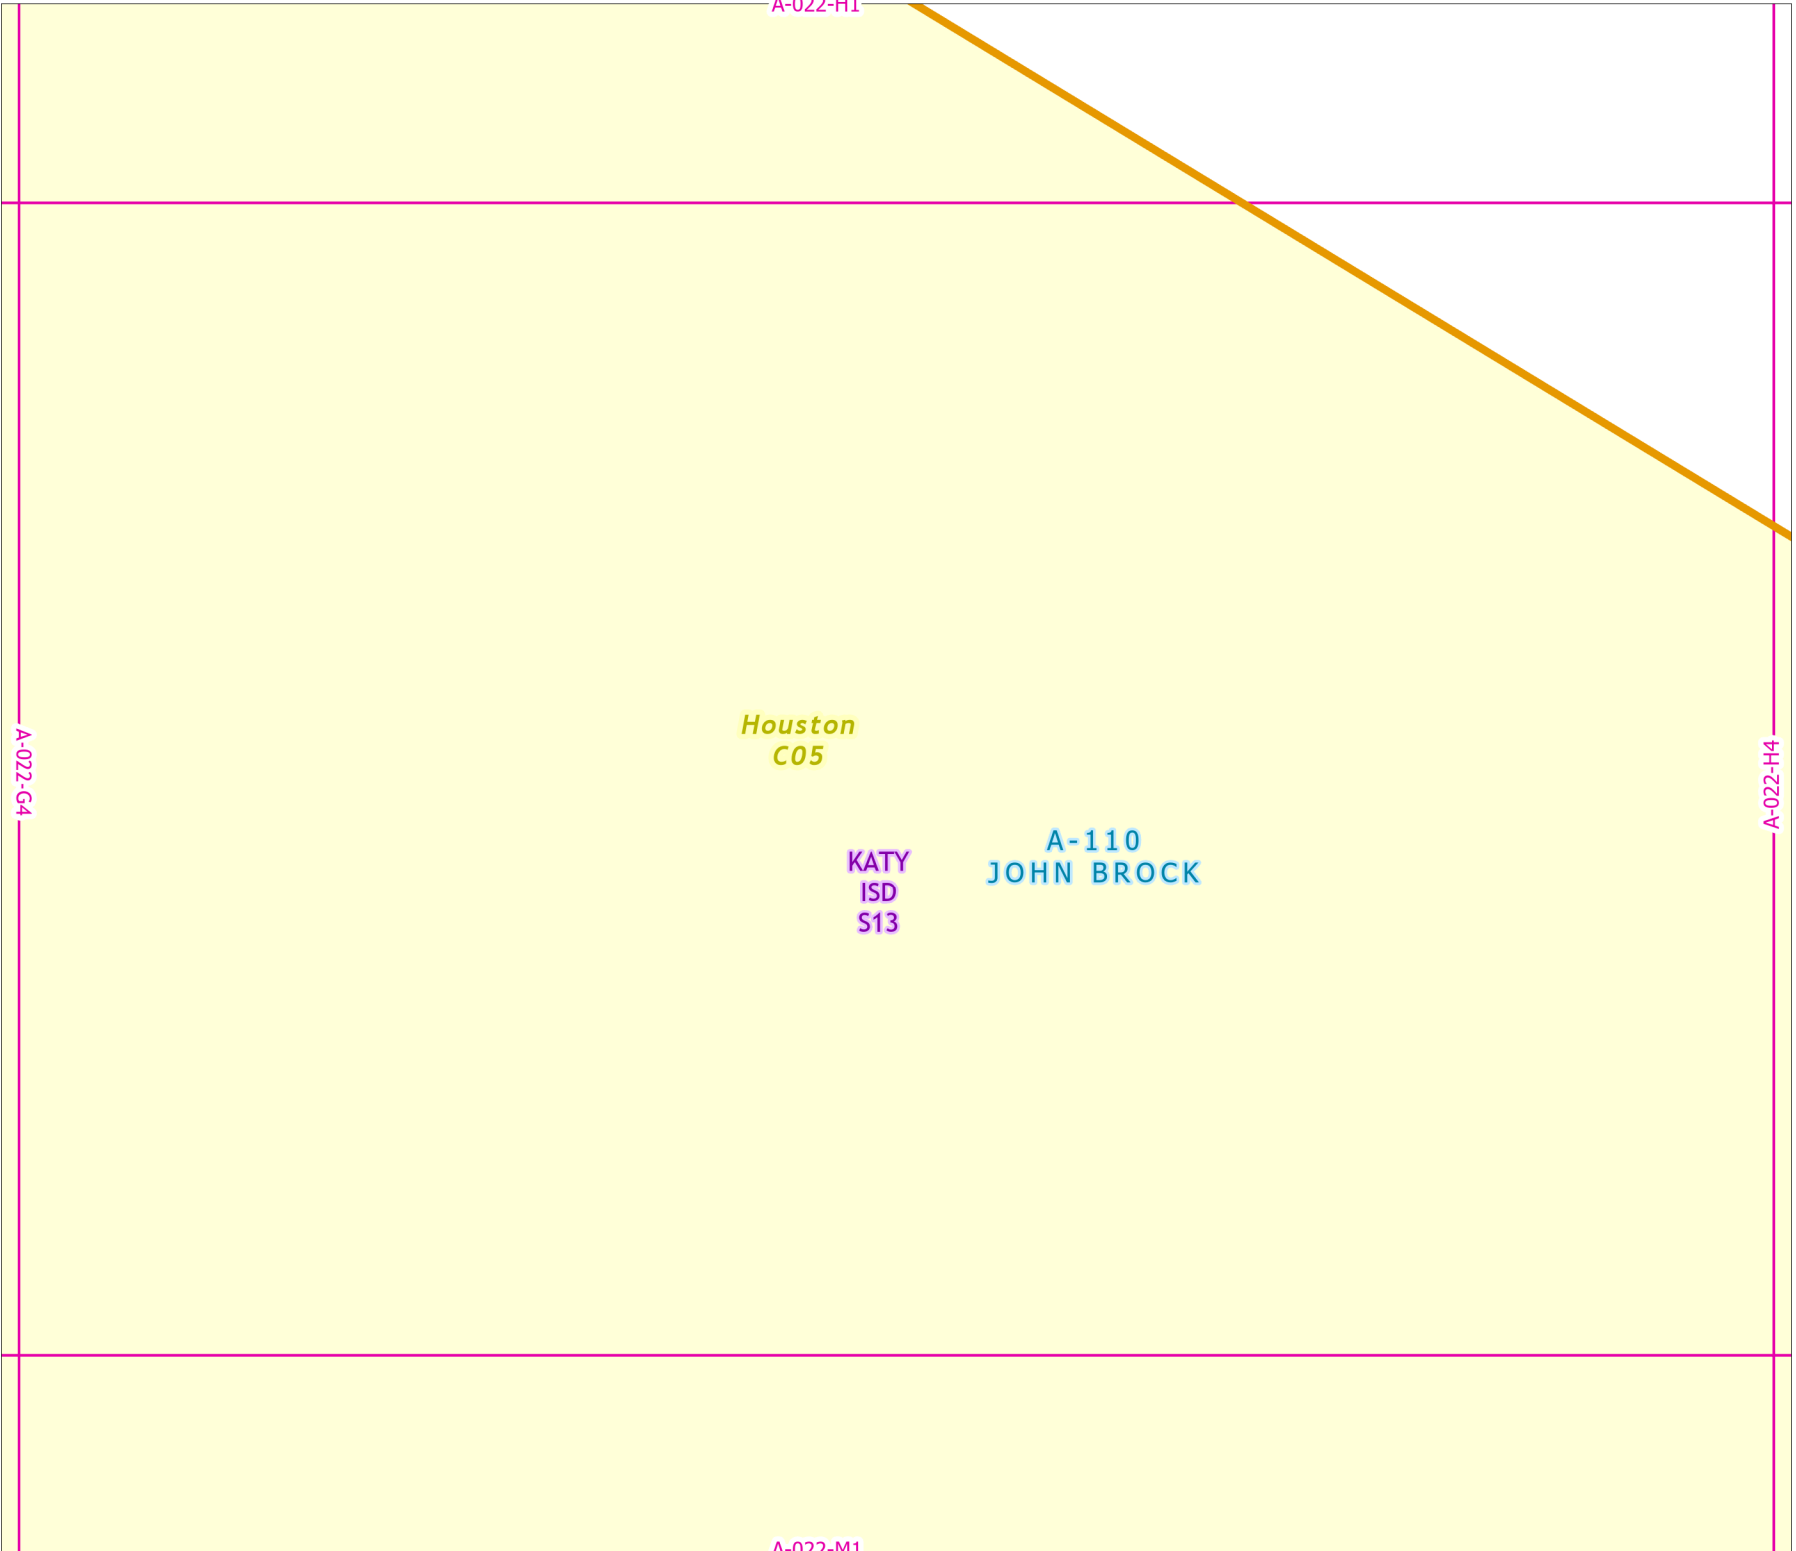 A-022-H1
Houston
C05
A-022-G4
A-022-H4
A-110
JOHN BROCK
KATY
ISD
S13
A-022-M1